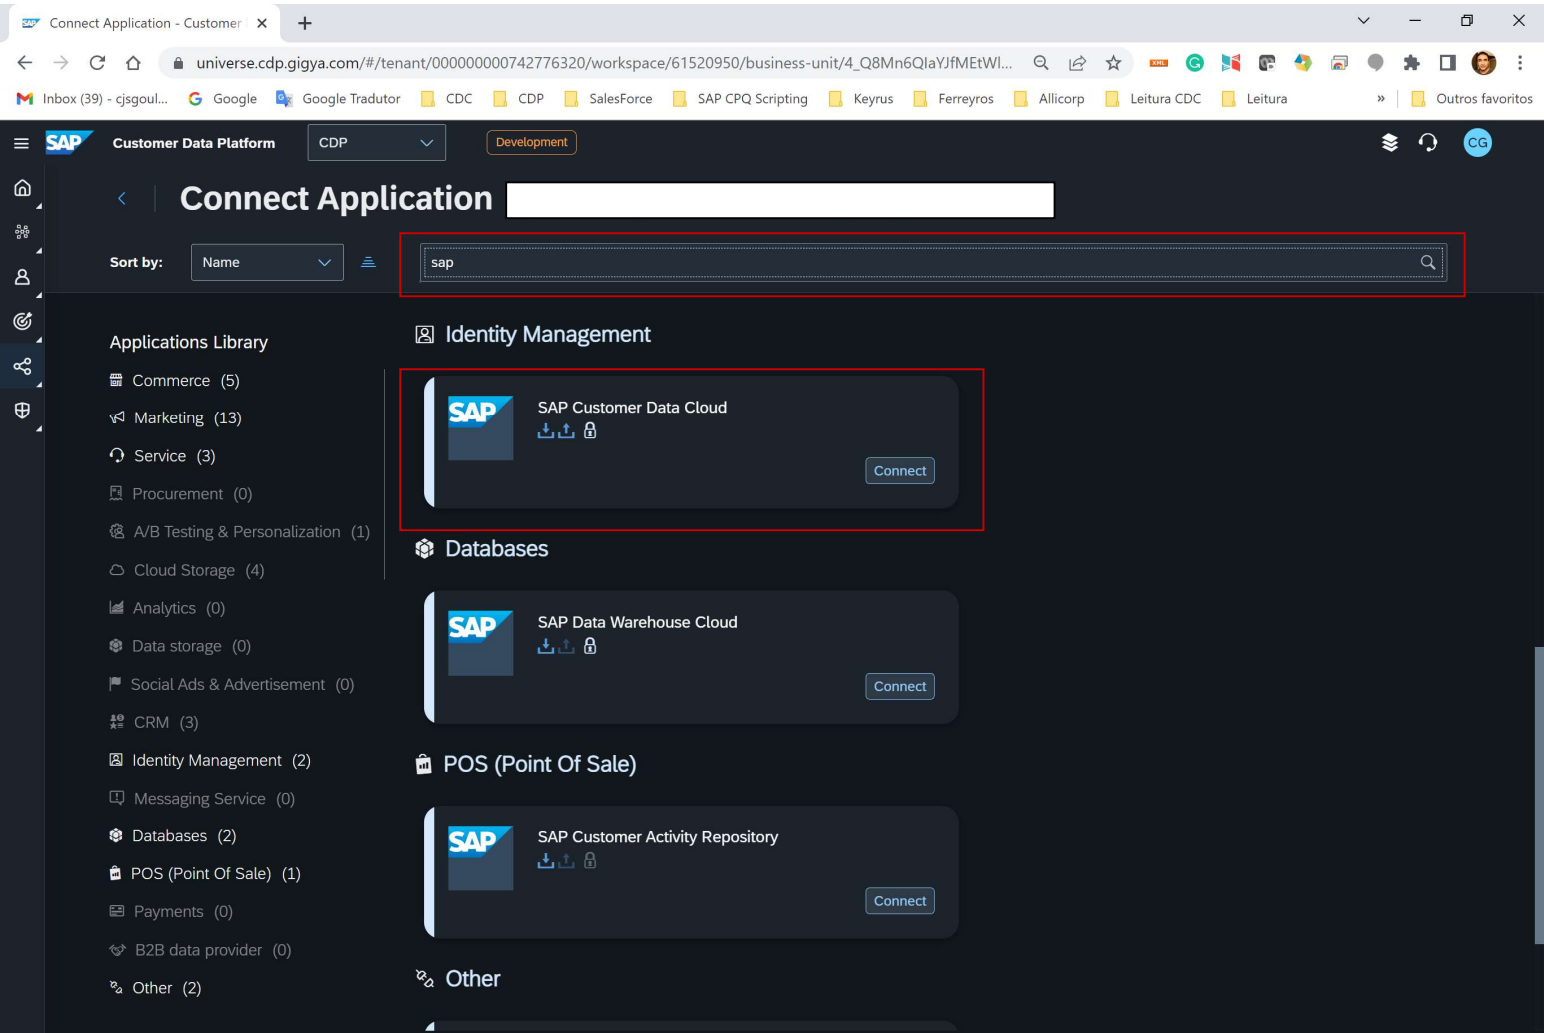 Connect Application - Customer
universe.cdp.gigya.com/#/tenant/000000000742776320/workspace/61520950/business-unit/4_Q8Mn6QIaYJfMEtWl...
Inbox (39) - cjsgoul... Google Google Tradutor CDC CDP SalesForce SAP CPQ Scripting Keyrus Ferreyros Allicorp Leitura CDC Leitura » Outros favoritos
SAP Customer Data Platform CDP Development CG
Connect Application
Sort by: Name sap
Applications Library
Commerce (5)
Marketing (13)
Service (3)
Procurement (0)
A/B Testing & Personalization (1)
Cloud Storage (4)
Analytics (0)
Data storage (0)
Social Ads & Advertisement (0)
CRM (3)
Identity Management (2)
Messaging Service (0)
Databases (2)
POS (Point Of Sale) (1)
Payments (0)
B2B data provider (0)
Other (2)
Identity Management
SAP
SAP Customer Data Cloud
Connect
Databases
SAP
SAP Data Warehouse Cloud
Connect
POS (Point Of Sale)
SAP
SAP Customer Activity Repository
Connect
Other